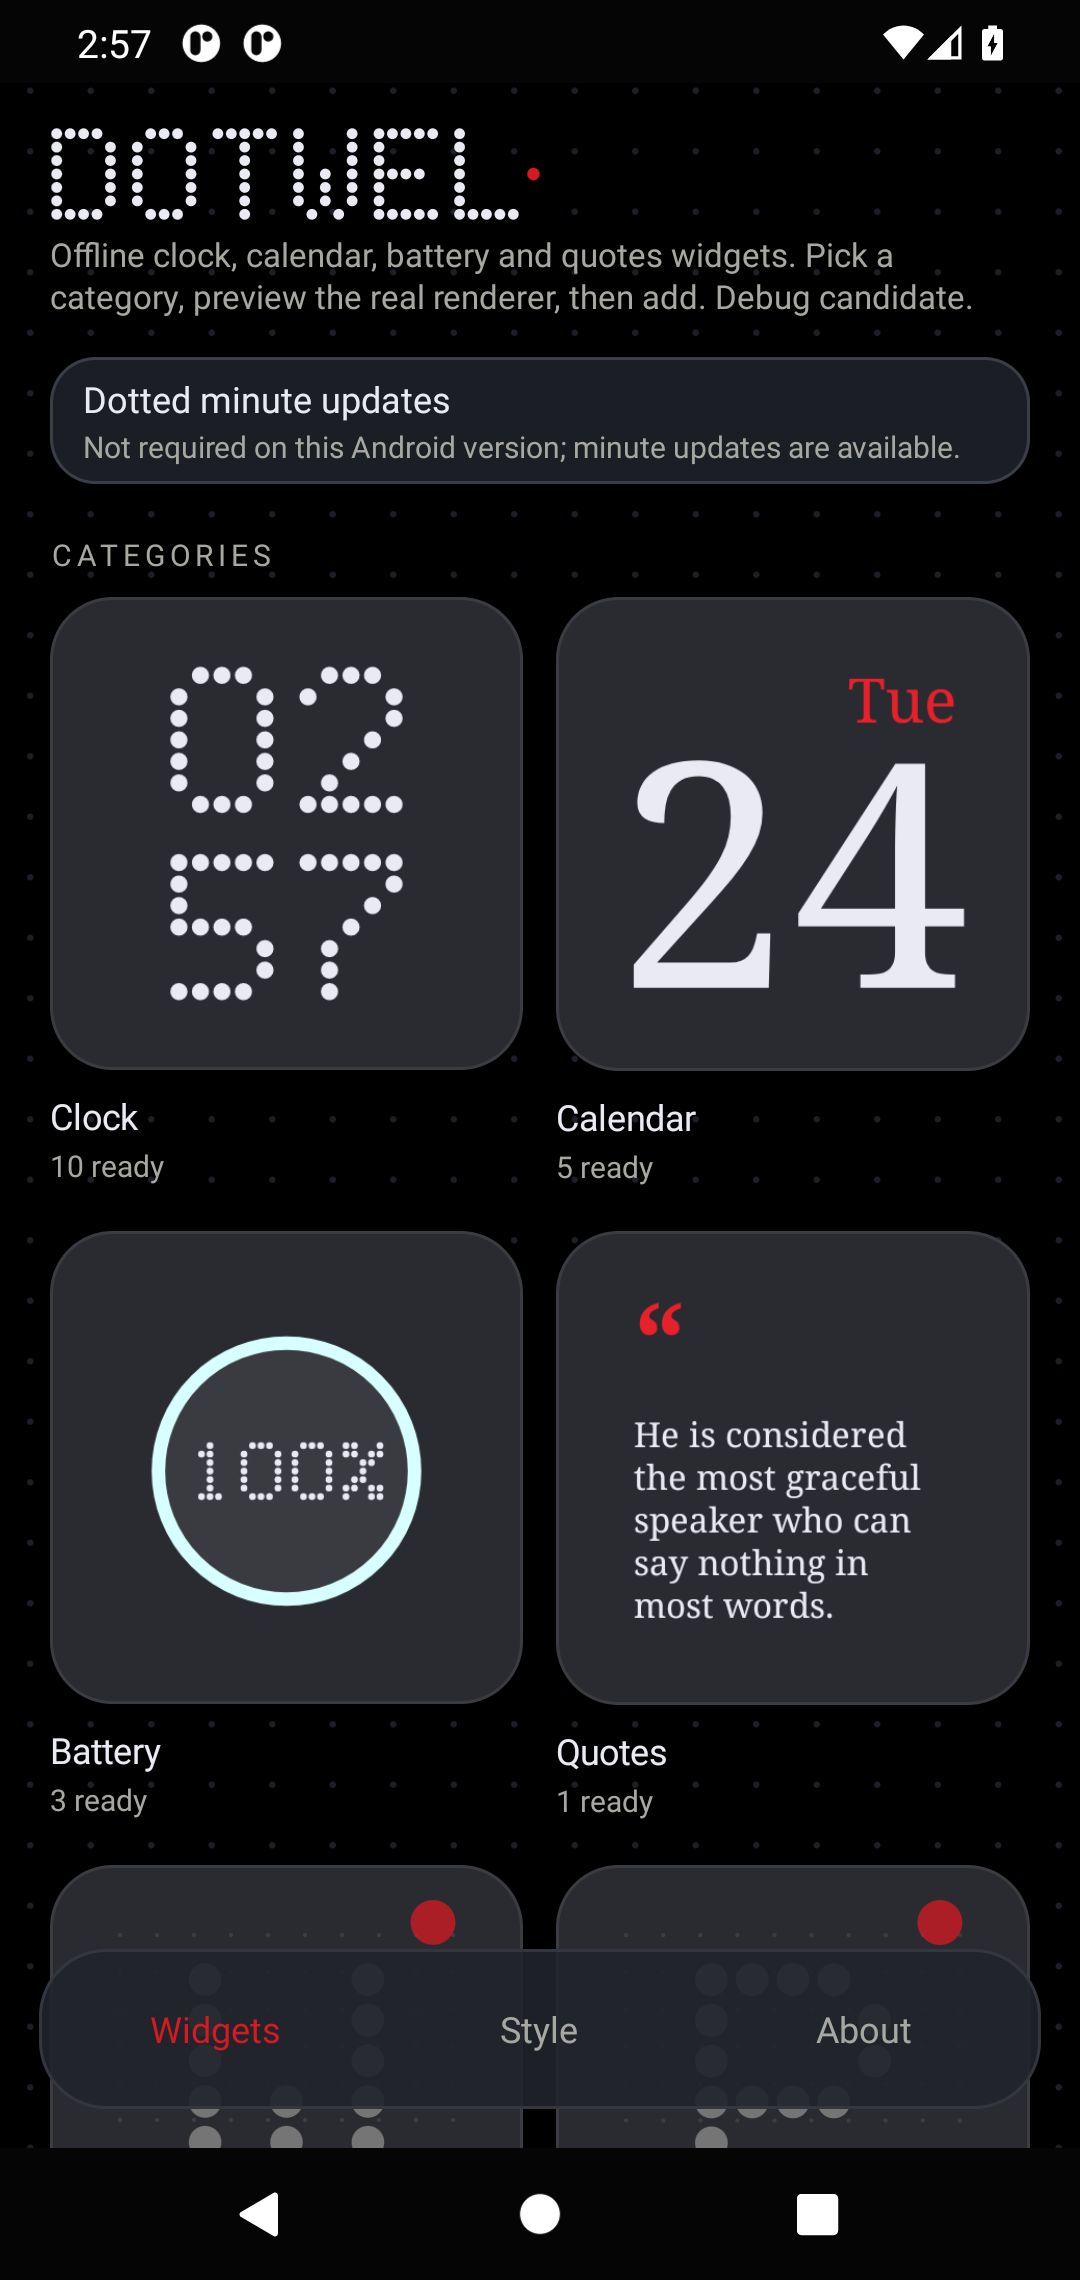 2:57
DOTWEL
Offline clock, calendar, battery and quotes widgets. Pick a
category, preview the real renderer, then add. Debug candidate.
Dotted minute updates
Not required on this Android version; minute updates are available.
CATEGORIES
02
57
Tue
24
Clock
10 ready
Calendar
5 ready
100%
“
He is considered
the most graceful
speaker who can
say nothing in
most words.
Battery
3 ready
Quotes
1 ready
Widgets
Style
About